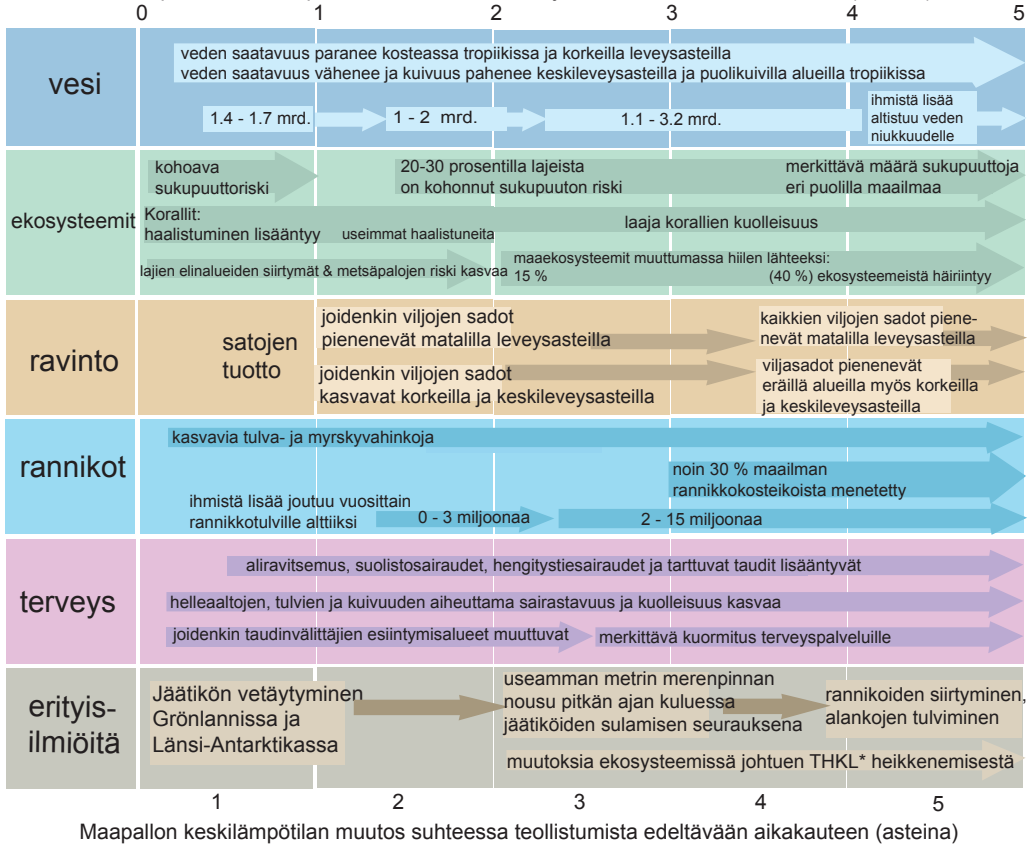 0 1 2 3 4 5
vesi
veden saatavuus paranee kosteassa tropiikissa ja korkeilla leveysasteilla
veden saatavuus vähenee ja kuivuus pahenee keskileveysasteilla ja puolikuivilla alueilla tropiikissa
1.4 - 1.7 mrd.
1 - 2 mrd.
1.1 - 3.2 mrd.
ihmistä lisää
altistuu veden
niukkuudelle
ekosysteemit
kohoava
sukupuuttoriski
20-30 prosentilla lajeista
on kohonnut sukupuuton riski
merkittävä määrä sukupuuttoja
eri puolilla maailmaa
Korallit:
haalistuminen lisääntyy
useimmat haalistuneita
laaja korallien kuolleisuus
lajien elinalueiden siirtymät & metsäpalojen riski kasvaa
maaekosysteemit muuttumassa hiilen lähteeksi:
15 % (40 %) ekosysteemeistä häiriintyy
ravinto
satojen
tuotto
joidenkin viljojen sadot
pienenevät matalilla leveysasteilla
kaikkien viljojen sadot piene-
nevät matalilla leveysasteilla
joidenkin viljojen sadot
kasvavat korkeilla ja keskileveysasteilla
viljasadot pienenevät
eräillä alueilla myös korkeilla
ja keskileveysasteilla
rannikot
kasvavia tulva- ja myrskyvahinkoja
noin 30 % maailman
rannikkokosteikoista menetetty
ihmistä lisää joutuu vuosittain
rannikkotulville alttiiksi
0 - 3 miljoonaa
2 - 15 miljoonaa
terveys
aliravitsemus, suolistosairaudet, hengitystiesairaudet ja tarttuvat taudit lisääntyvät
helleaaltojen, tulvien ja kuivuuden aiheuttama sairastavuus ja kuolleisuus kasvaa
joidenkin taudinvälittäjien esiintymisalueet muuttuvat
merkittävä kuormitus terveyspalveluille
erityis-
ilmiöitä
Jäätikön vetäytyminen
Grönlannissa ja
Länsi-Antarktikassa
useamman metrin merenpinnan
nousu pitkän ajan kuluessa
jäätiköiden sulamisen seurauksena
rannikoiden siirtyminen,
alankojen tulviminen
muutoksia ekosysteemissä johtuen THKL* heikkenemisestä
1 2 3 4 5
Maapallon keskilämpötilan muutos suhteessa teollistumista edeltävään aikakauteen (asteina)